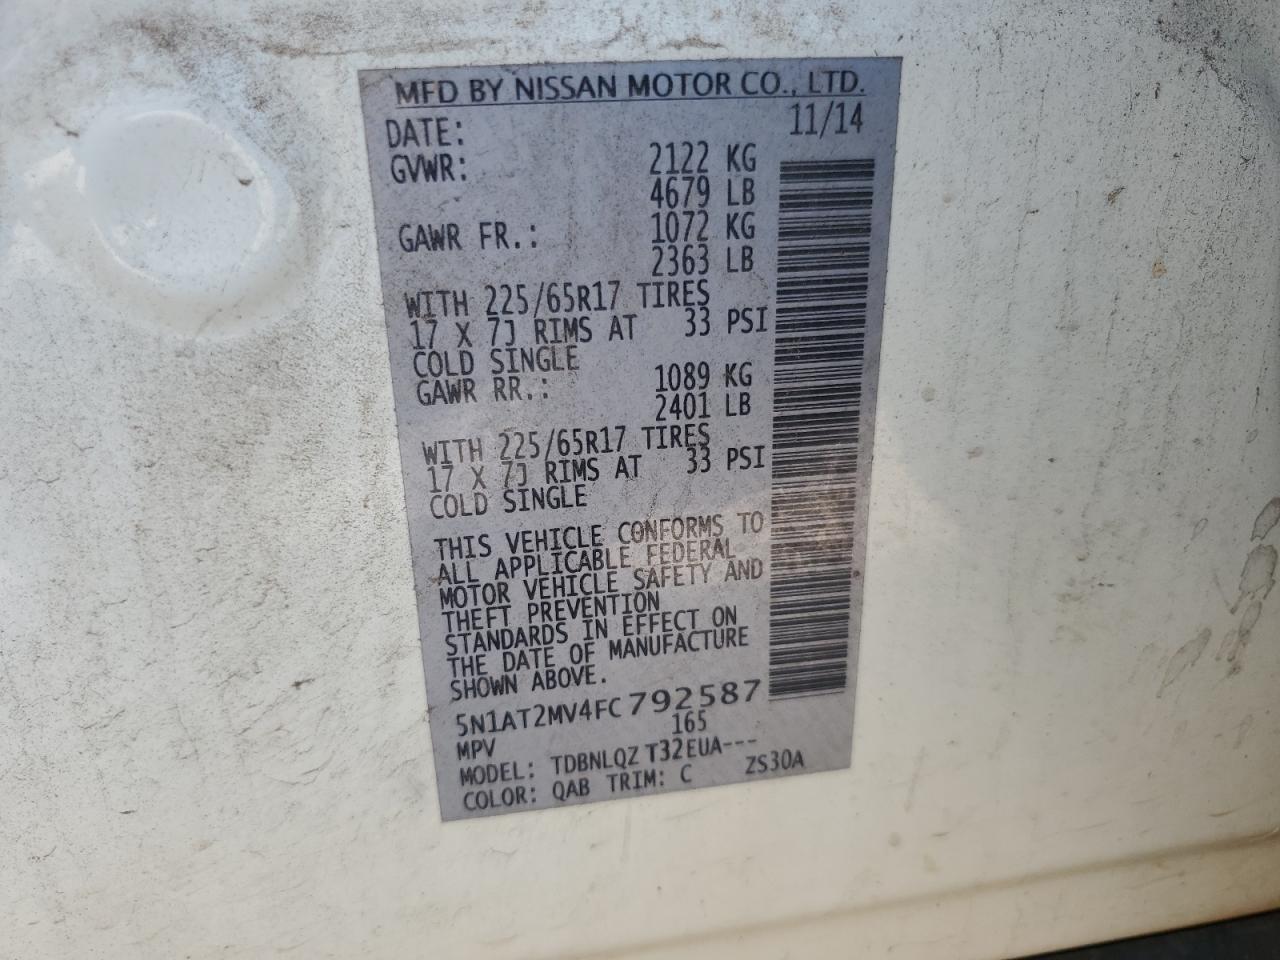 MFD BY NISSAN MOTOR CO., LTD.
DATE: 11/14
GVWR: 2122 KG
4679 LB
GAWR FR.: 1072 KG
2363 LB
WITH 225/65R17 TIRES
17 X 7J RIMS AT 33 PSI
COLD SINGLE
GAWR RR.: 1089 KG
2401 LB
WITH 225/65R17 TIRES
17 X 7J RIMS AT 33 PSI
COLD SINGLE
THIS VEHICLE CONFORMS TO
ALL APPLICABLE FEDERAL
MOTOR VEHICLE SAFETY AND
THEFT PREVENTION
STANDARDS IN EFFECT ON
THE DATE OF MANUFACTURE
SHOWN ABOVE.
5N1AT2MV4FC792587
MPV 165
MODEL: TDBNLQZ T32EUA---
COLOR: QAB TRIM: C ZS30A